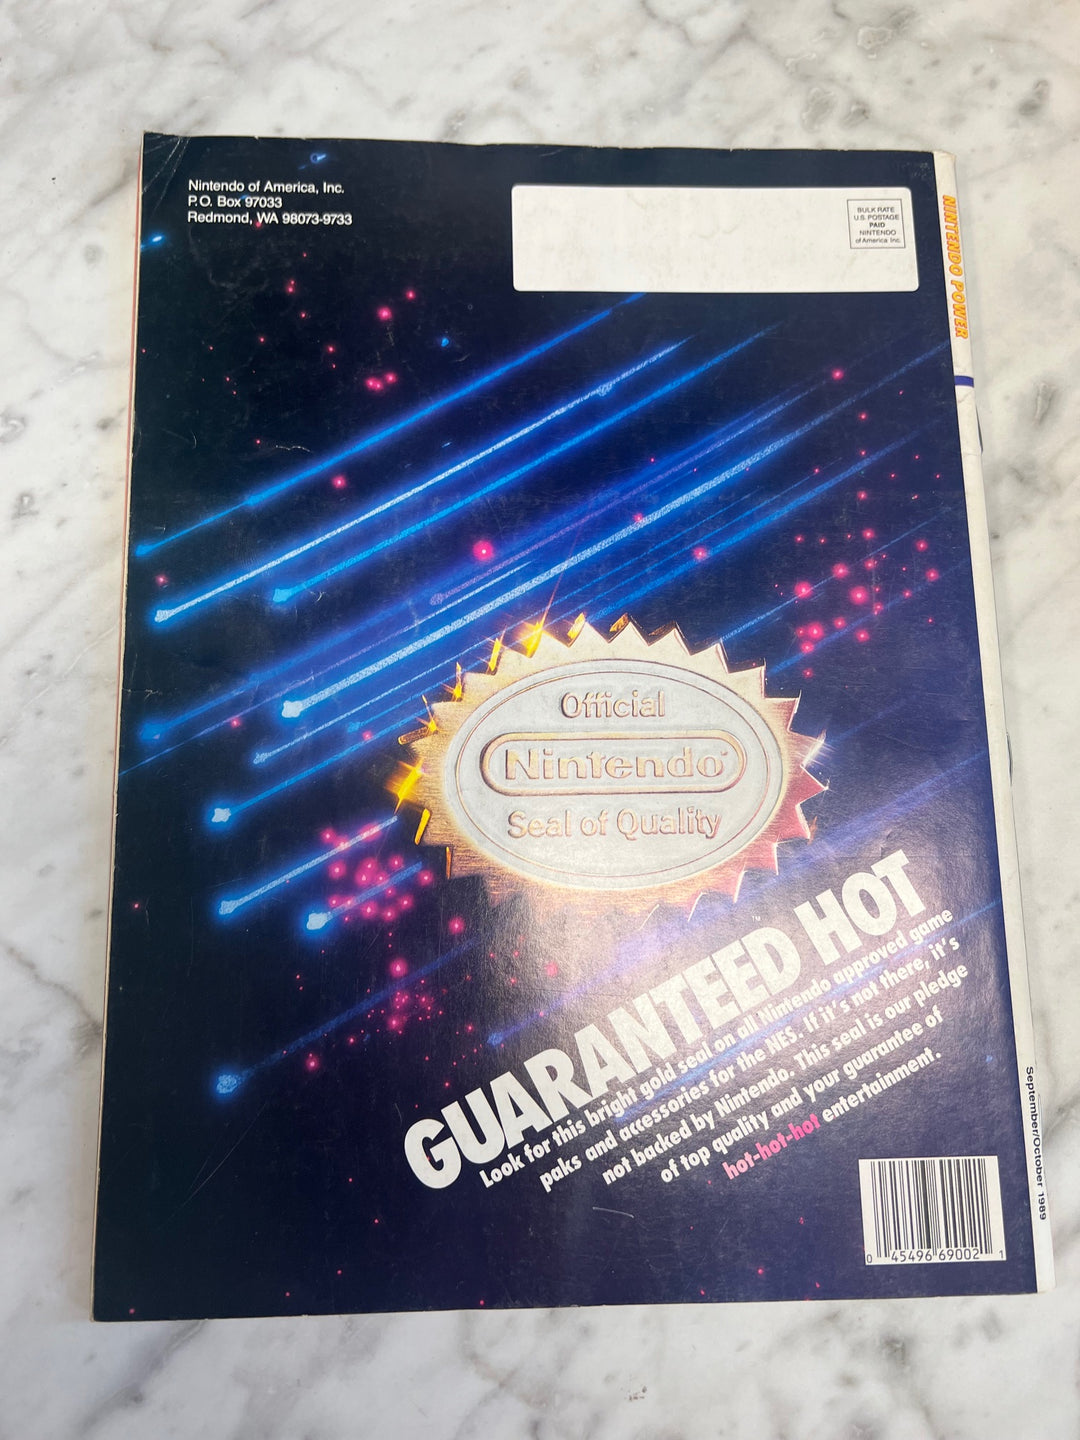 Nintendo of America, Inc.
P.O. Box 97033
Redmond, WA 98073-9733
BULK RATE
U.S. POSTAGE
PAID
NINTENDO
of America Inc.
NINTENDO POWER
Official
Nintendo®
Seal of Quality
TM
GUARANTEED HOT
Look for this bright gold seal on all Nintendo approved game
paks and accessories for the NES. If it's not there, it's
not backed by Nintendo. This seal is our pledge
of top quality and your guarantee of
hot-hot-hot entertainment.
September/October 1989
0 45496 69002 1